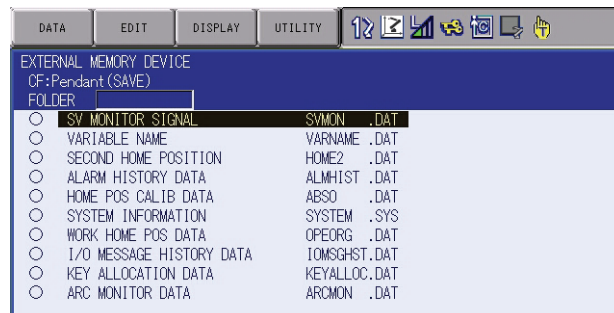 DATA EDIT DISPLAY UTILITY
EXTERNAL MEMORY DEVICE
CF:Pendant(SAVE)
FOLDER
SV MONITOR SIGNAL SVMON .DAT
VARIABLE NAME VARNAME .DAT
SECOND HOME POSITION HOME2 .DAT
ALARM HISTORY DATA ALMHIST .DAT
HOME POS CALIB DATA ABSO .DAT
SYSTEM INFORMATION SYSTEM .SYS
WORK HOME POS DATA OPEORG .DAT
I/O MESSAGE HISTORY DATA IOMSGHST.DAT
KEY ALLOCATION DATA KEYALLOC.DAT
ARC MONITOR DATA ARCMON .DAT